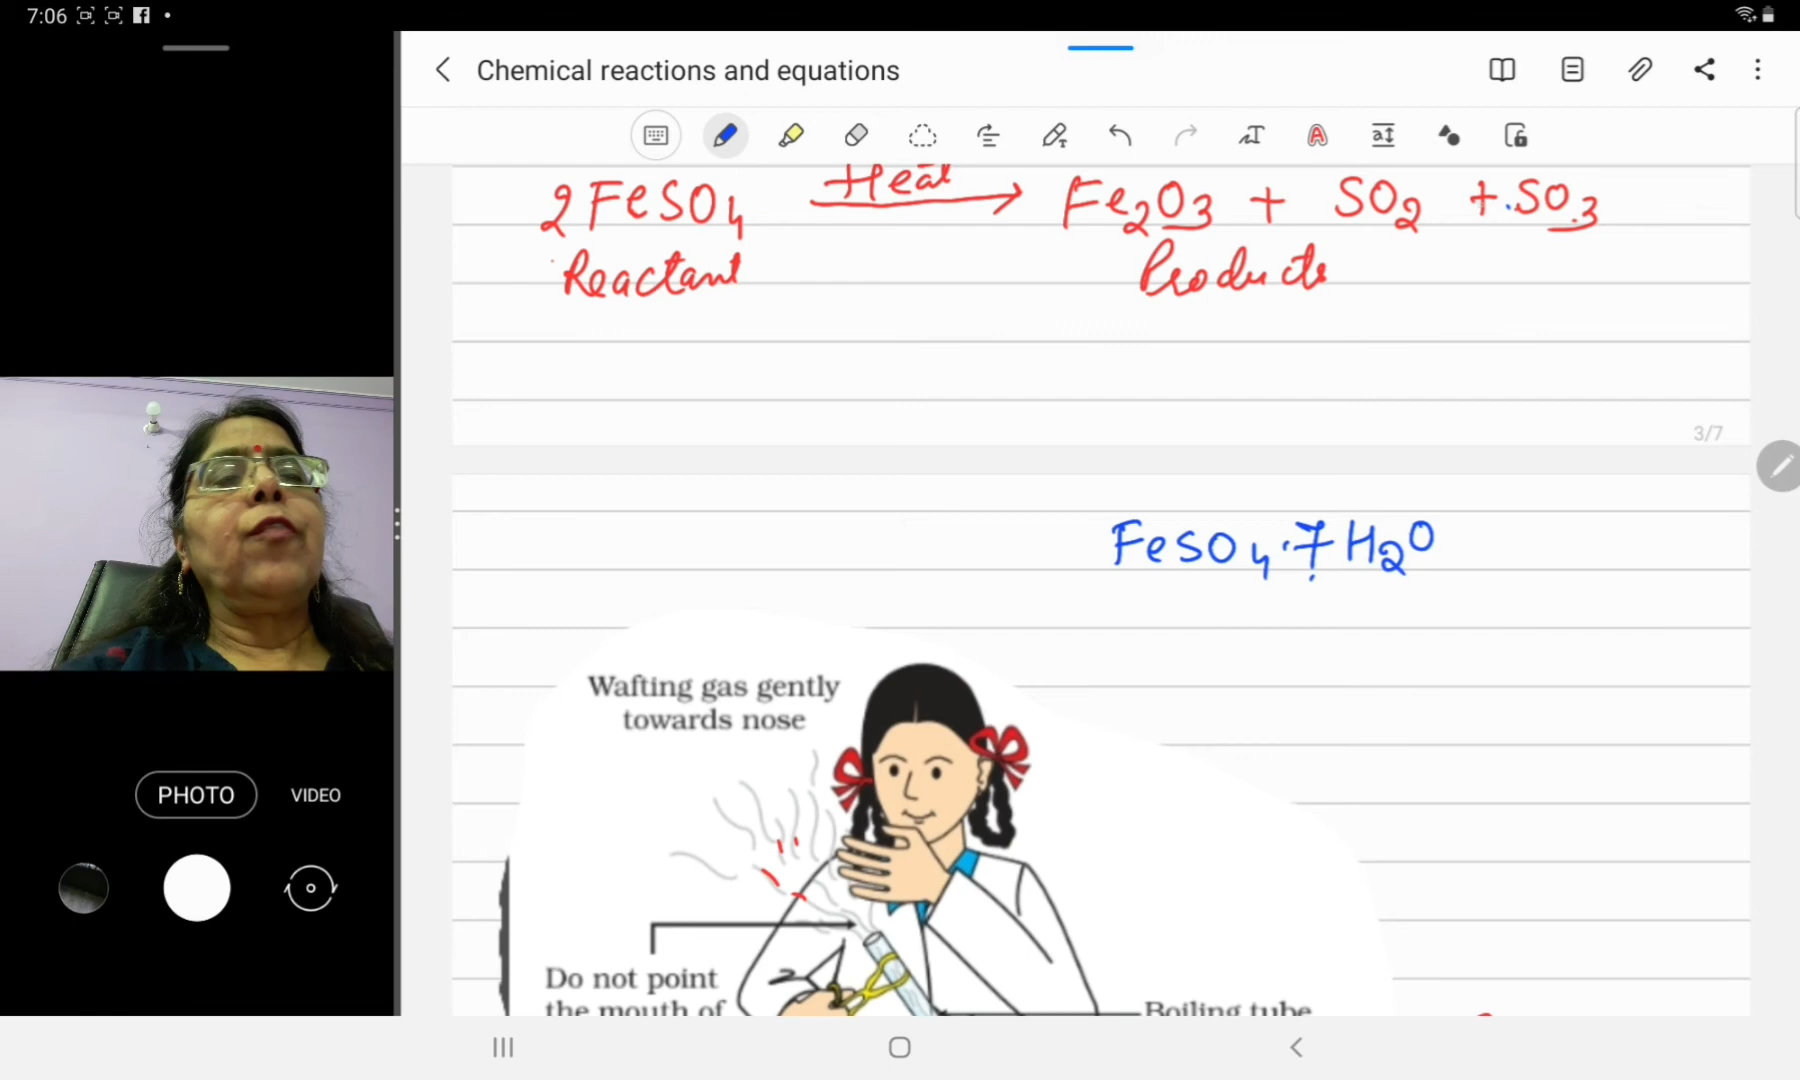 7:06
Chemical reactions and equations
2FeSO4 Heat → Fe2O3 + SO2 + SO3
Reactant Products
3/7
FeSO4·7H2O
Wafting gas gently
towards nose
Do not point
the mouth of
Boiling tube
PHOTO VIDEO